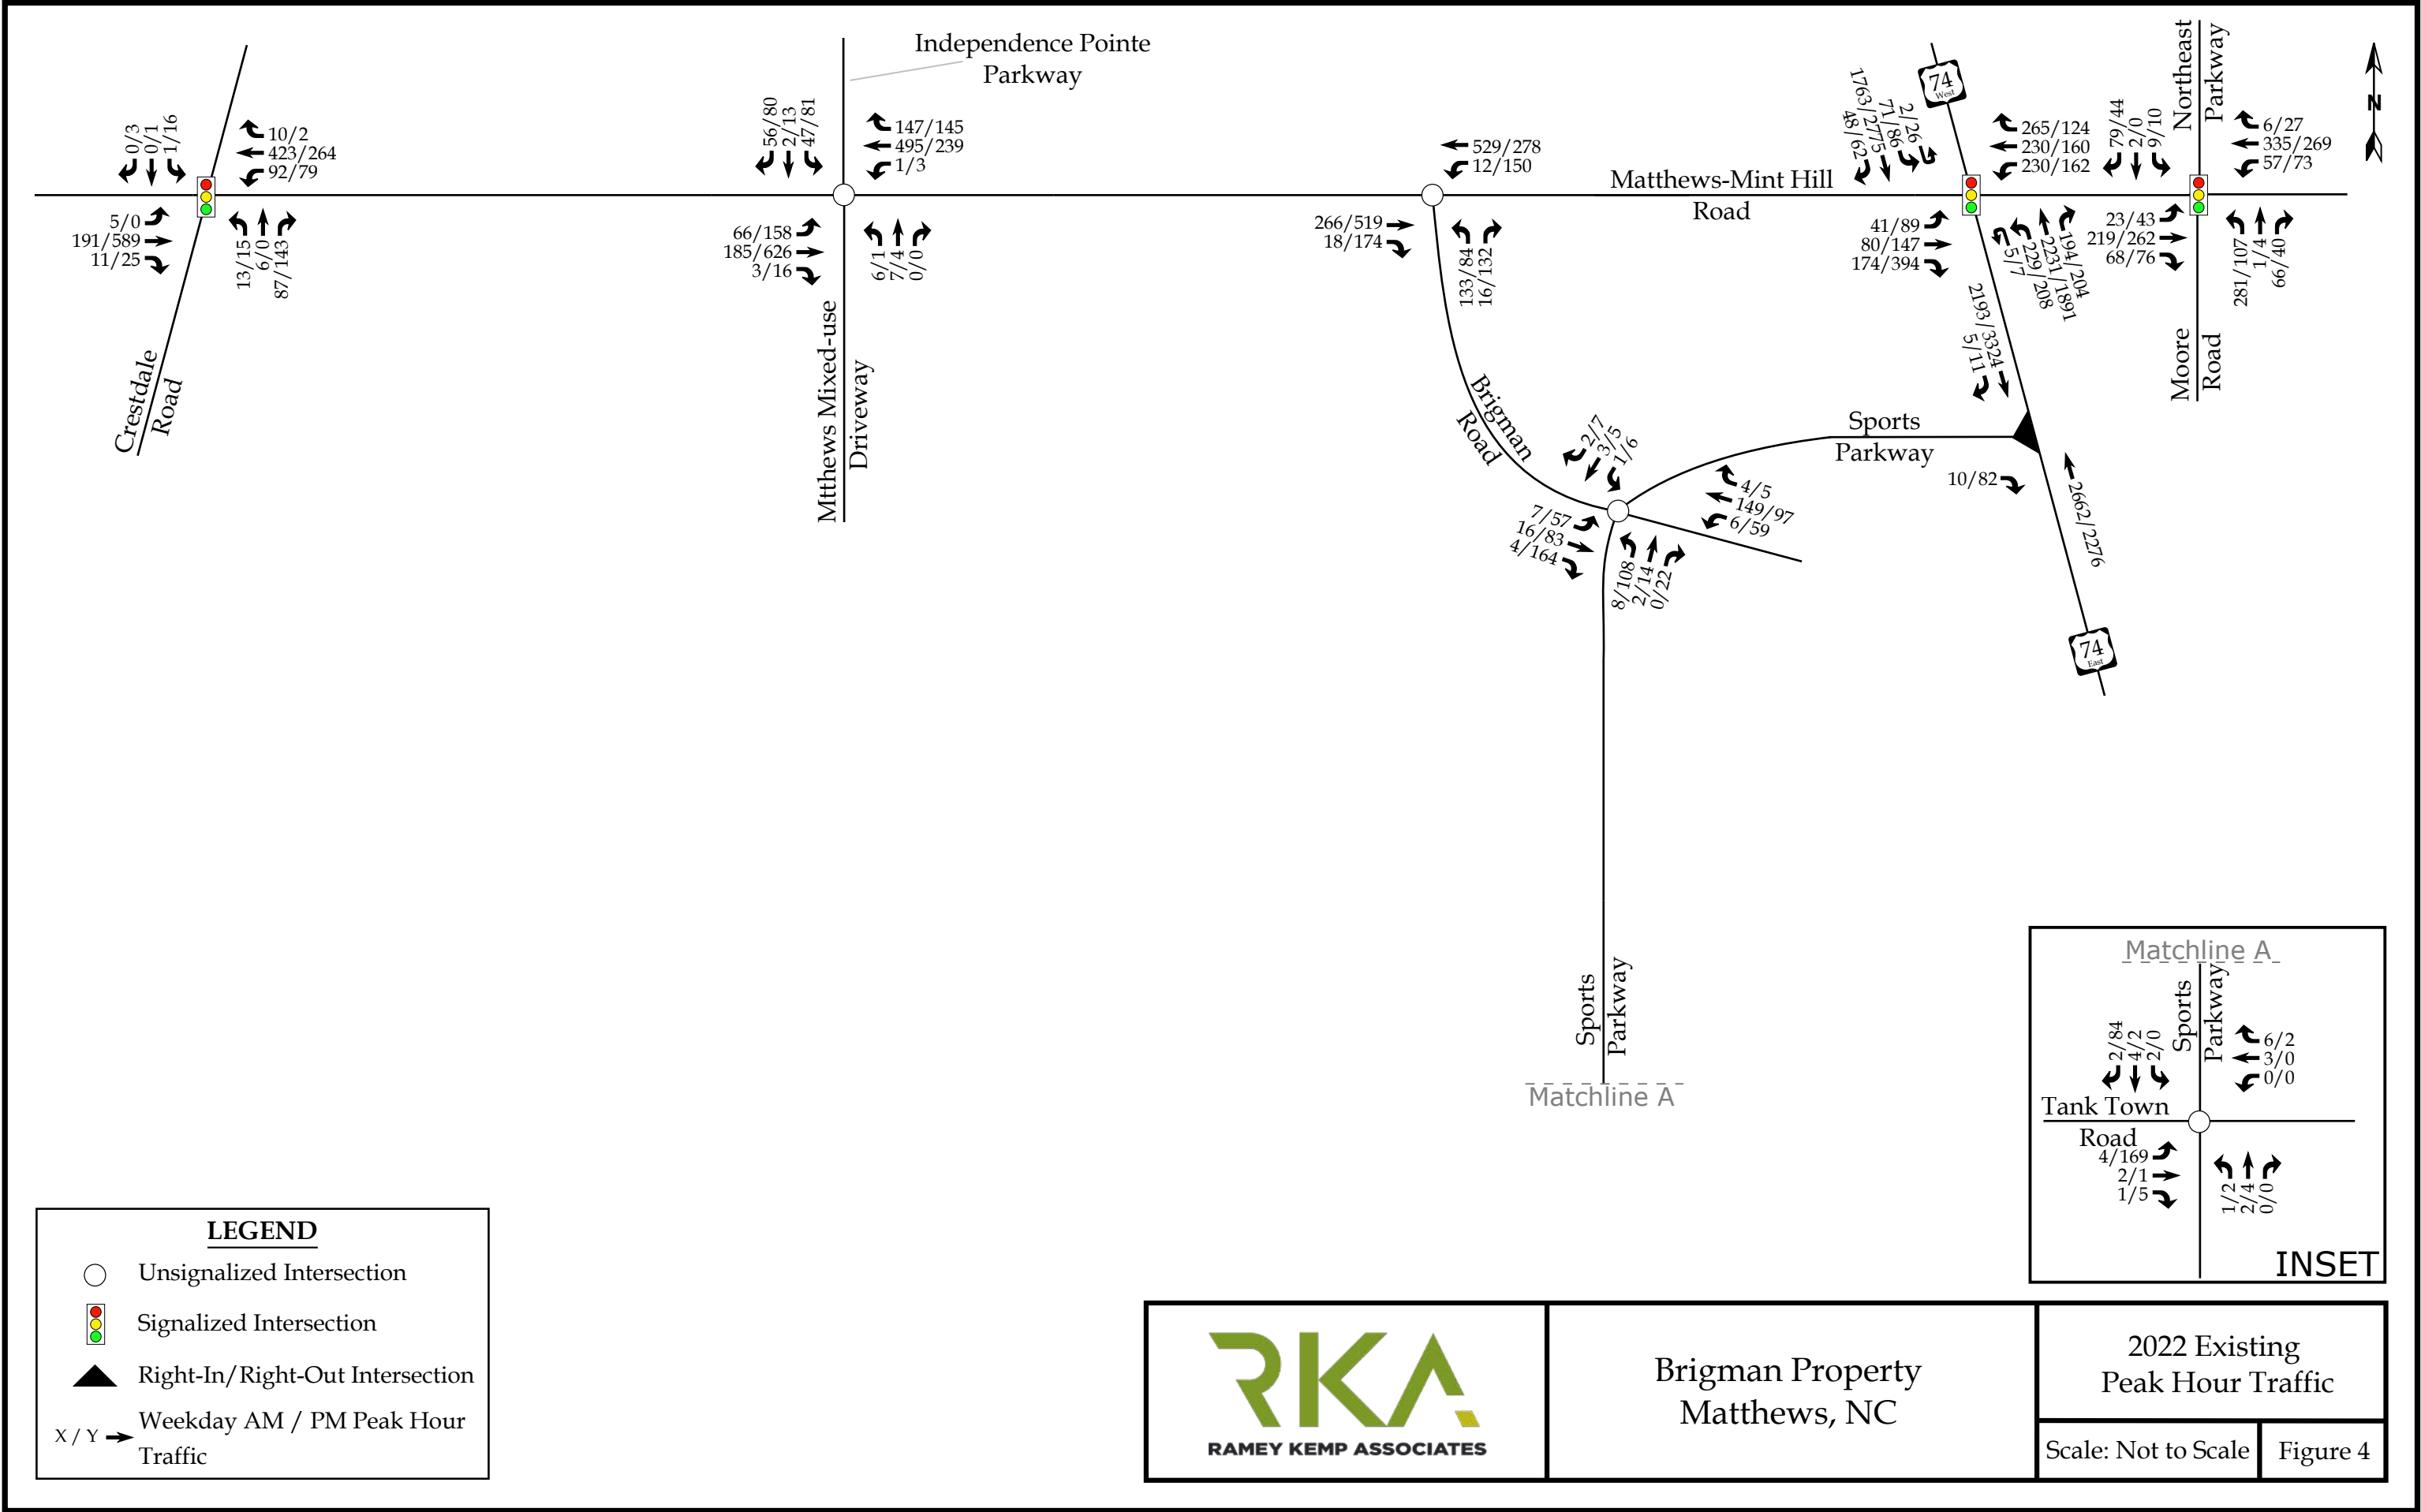 Independence Pointe
Parkway
0/3
0/1
1/16
10/2
423/264
92/79
5/0
191/589
11/25
13/15
6/0
87/143
Crestdale
Road
56/80
2/13
47/81
147/145
495/239
1/3
66/158
185/626
3/16
6/1
7/4
0/0
Mtthews Mixed-use
Driveway
529/278
12/150
266/519
18/174
133/84
16/132
Matthews-Mint Hill
Road
Brigman
Road
74
West
48/62
1763/2775
71/86
2/26
265/124
230/160
230/162
41/89
80/147
174/394
5/7
229/208
2231/1891
194/204
Northeast
Parkway
79/44
2/0
9/10
6/27
335/269
57/73
23/43
219/262
68/76
281/107
1/4
66/40
Moore
Road
N
2193/3324
5/11
Sports
Parkway
10/82
2662/2276
74
East
2/7
3/5
1/6
4/5
149/97
6/59
7/57
16/83
4/164
8/108
2/14
0/22
Sports
Parkway
Matchline A
Matchline A
Sports
Parkway
2/84
4/2
2/0
6/2
3/0
0/0
Tank Town
Road
4/169
2/1
1/5
1/2
2/4
0/0
INSET
LEGEND
Unsignalized Intersection
Signalized Intersection
Right-In/Right-Out Intersection
X / Y
Weekday AM / PM Peak Hour
Traffic
RKA
RAMEY KEMP ASSOCIATES
Brigman Property
Matthews, NC
2022 Existing
Peak Hour Traffic
Scale: Not to Scale
Figure 4